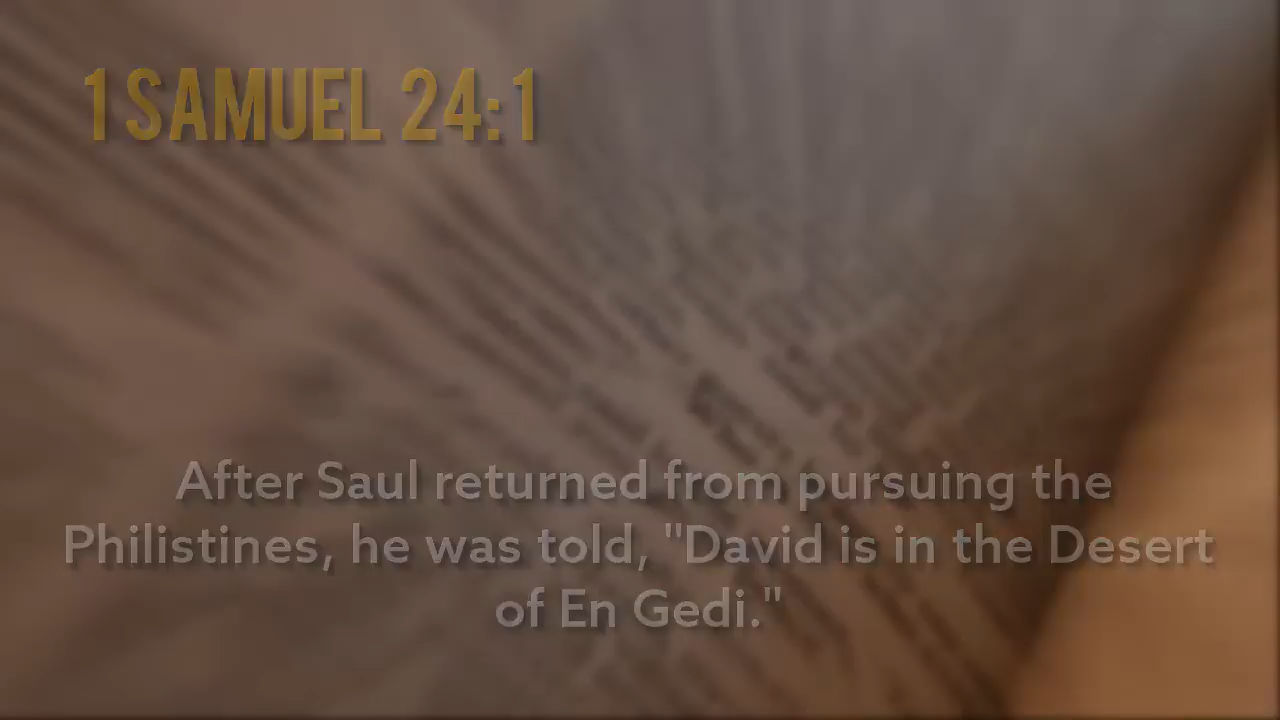 1 SAMUEL 24:1
After Saul returned from pursuing the
Philistines, he was told, "David is in the Desert
of En Gedi."